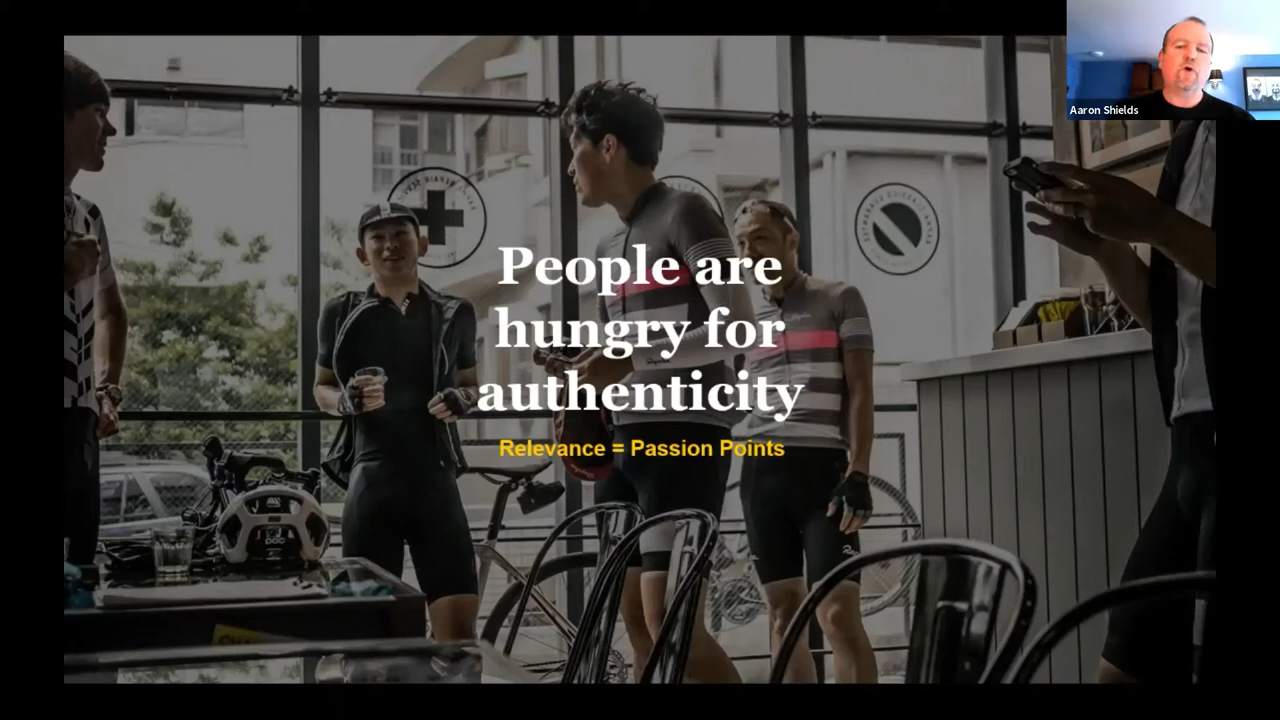 Aaron Shields
People are
hungry for
authenticity
Relevance = Passion Points